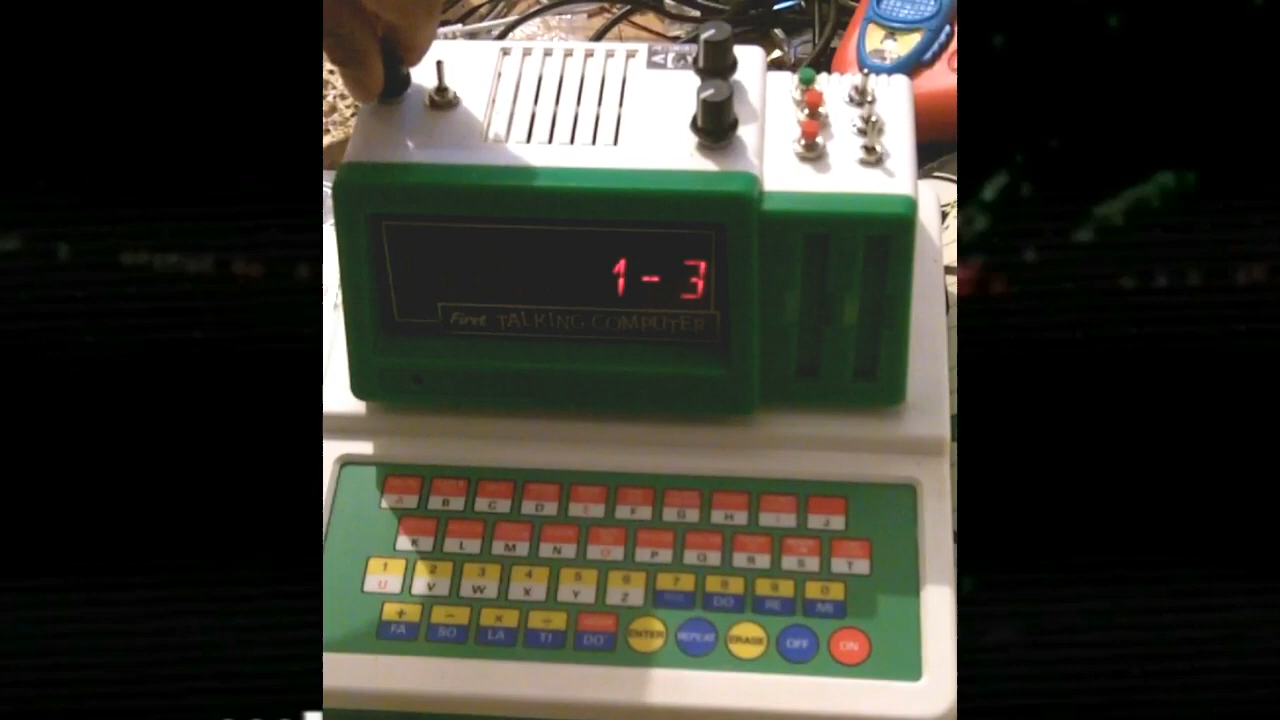 1-3
First TALKING COMPUTER
A B C D E F G H I J
K L M N O P Q R S T
1 2 3 4 5 6 7 8 9 0
U V W X Y Z DO RE MI
+ − × ÷
FA SO LA TI DO ENTER REPEAT ERASE OFF ON